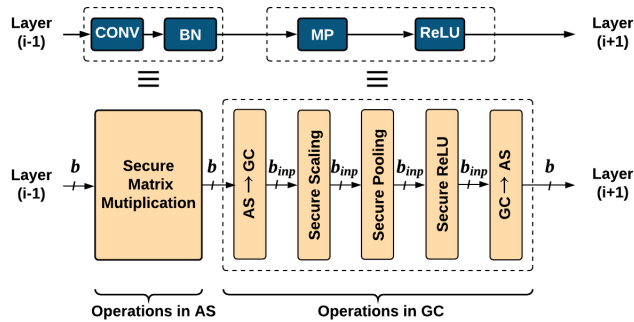 Layer
(i-1)
CONV
BN
MP
ReLU
Layer
(i+1)
Layer
(i-1)
b
Secure
Matrix
Mutiplication
b
AS → GC
b_inp
Secure Scaling
b_inp
Secure Pooling
b_inp
Secure ReLU
b_inp
GC → AS
b
Layer
(i+1)
Operations in AS
Operations in GC